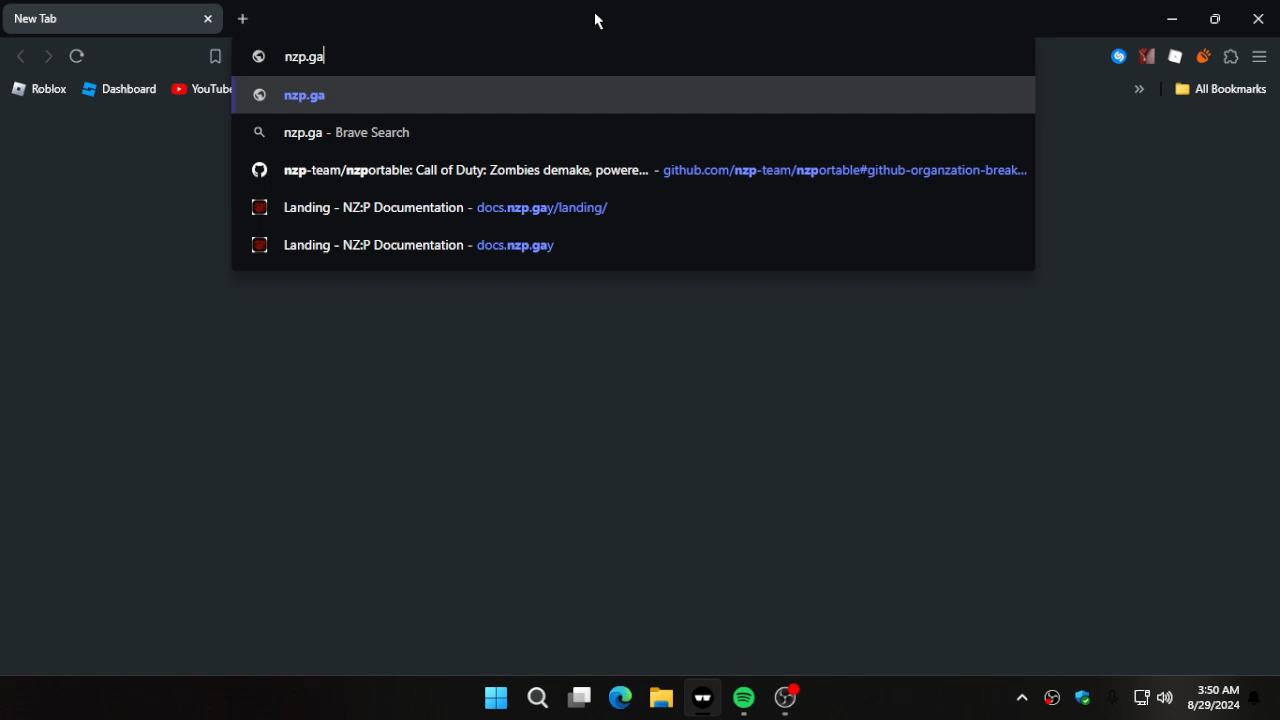 New Tab
nzp.ga
Roblox
Dashboard
YouTube
All Bookmarks
nzp.ga
nzp.ga - Brave Search
nzp-team/nzportable: Call of Duty: Zombies demake, powere... - github.com/nzp-team/nzportable#github-organzation-break...
Landing - NZ:P Documentation - docs.nzp.gay/landing/
Landing - NZ:P Documentation - docs.nzp.gay
3:50 AM
8/29/2024